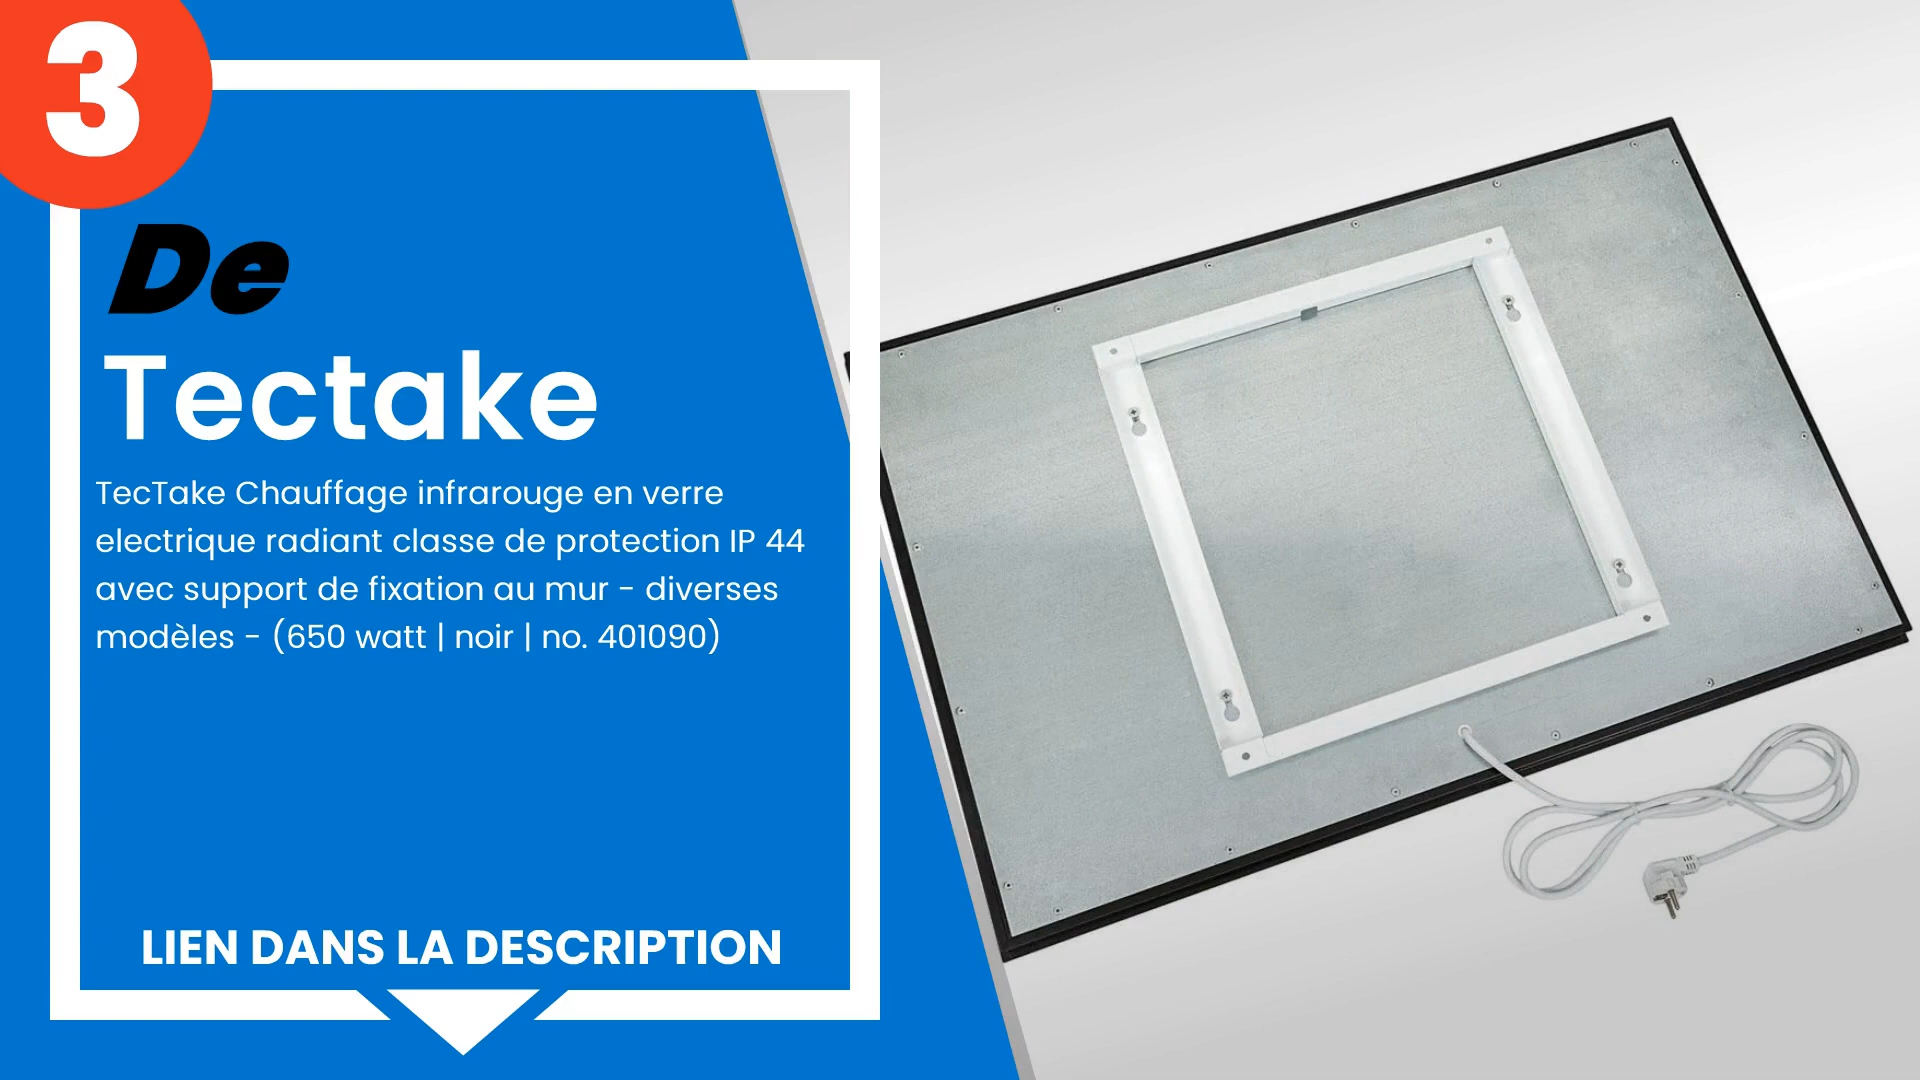 3
De
Tectake
TecTake Chauffage infrarouge en verre
electrique radiant classe de protection IP 44
avec support de fixation au mur - diverses
modèles - (650 watt | noir | no. 401090)
LIEN DANS LA DESCRIPTION